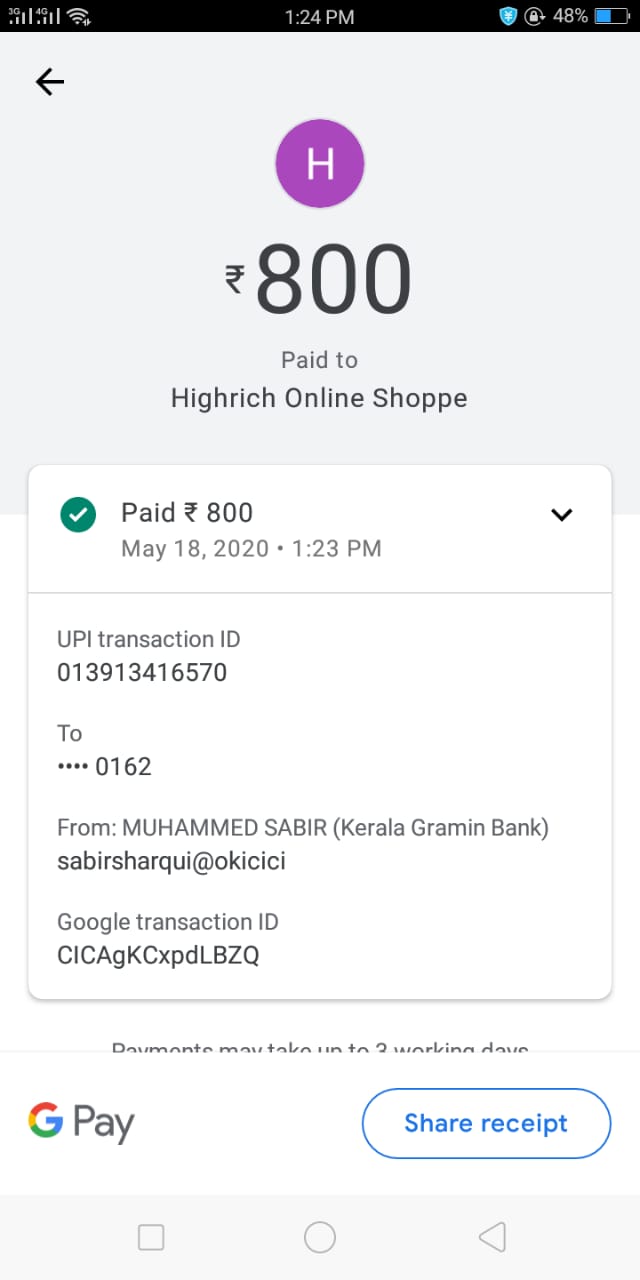 3G 4G 1:24 PM 48%
H
₹800
Paid to
Highrich Online Shoppe
Paid ₹ 800
May 18, 2020 • 1:23 PM
UPI transaction ID
013913416570
To
•••• 0162
From: MUHAMMED SABIR (Kerala Gramin Bank)
sabirsharqui@okicici
Google transaction ID
CICAgKCxpdLBZQ
Payments may take up to 3 working days
G Pay
Share receipt